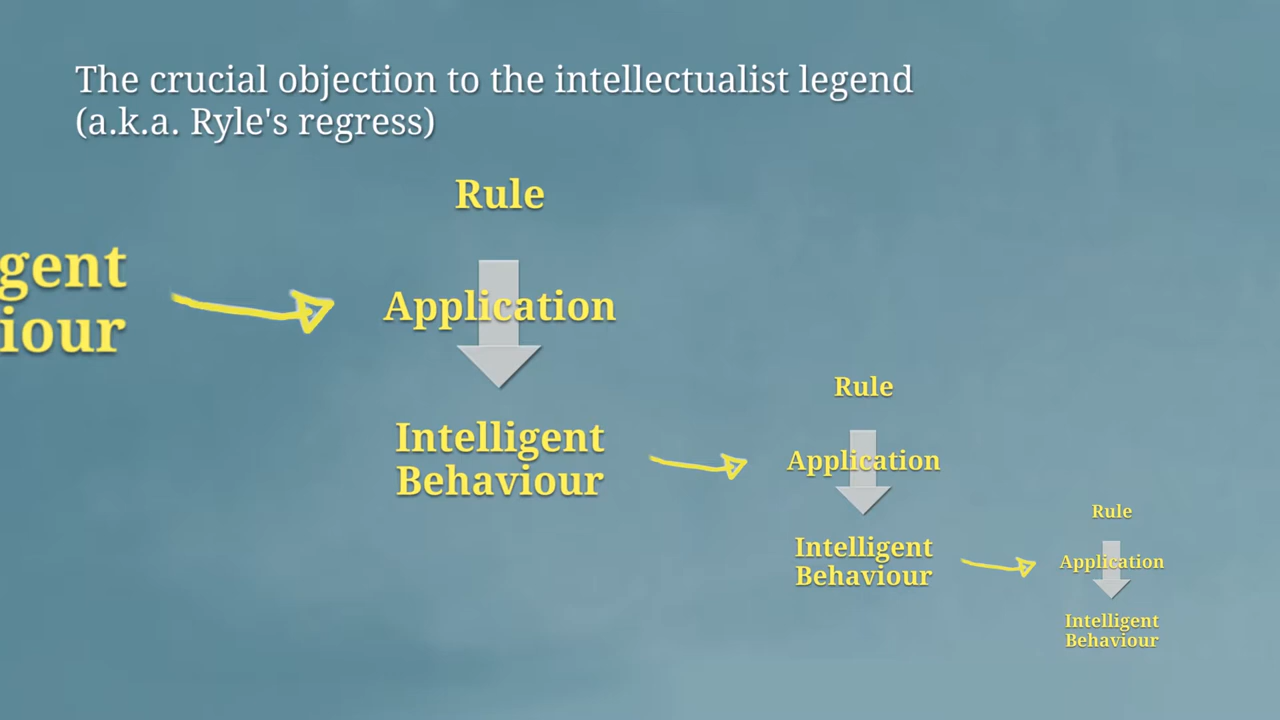 The crucial objection to the intellectualist legend
(a.k.a. Ryle's regress)
gent
iour
Rule
Application
Intelligent
Behaviour
Rule
Application
Intelligent
Behaviour
Rule
Application
Intelligent
Behaviour